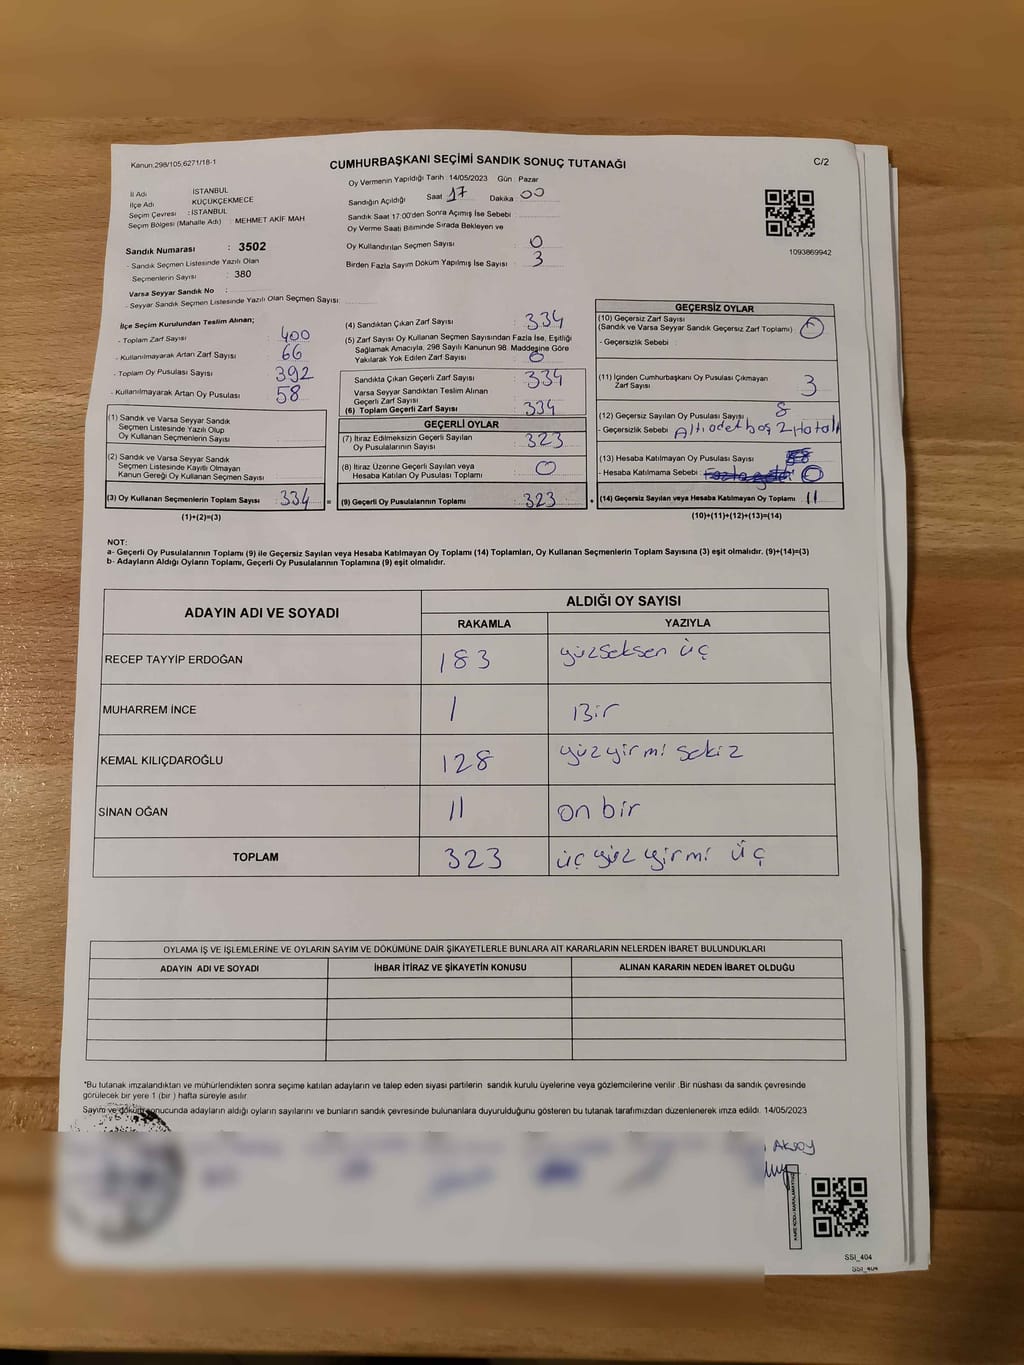 Kanun:298/105,6271/18-1
CUMHURBAŞKANI SEÇİMİ SANDIK SONUÇ TUTANAĞI
C/2
Oy Vermenin Yapıldığı Tarih :14/05/2023 Gün : Pazar
İl Adı İSTANBUL
İlçe Adı KÜÇÜKÇEKMECE
Seçim Çevresi : İSTANBUL
Seçim Bölgesi (Mahalle Adı) : MEHMET AKİF MAH
Sandığın Açıldığı Saat 17 Dakika 00
Sandık Saat 17:00'den Sonra Açımış İse Sebebi :
Oy Verme Saati Bitiminde Sırada Bekleyen ve
Oy Kullandırılan Seçmen Sayısı : 0
Birden Fazla Sayım Döküm Yapılmış İse Sayısı : 3
1093869942
Sandık Numarası : 3502
- Sandık Seçmen Listesinde Yazılı Olan
Seçmenlerin Sayısı : 380
Varsa Seyyar Sandık No :
- Seyyar Sandık Seçmen Listesinde Yazılı Olan Seçmen Sayısı:
İlçe Seçim Kurulundan Teslim Alınan;
- Toplam Zarf Sayısı : 400
- Kullanılmayarak Artan Zarf Sayısı : 66
- Toplam Oy Pusulası Sayısı : 392
- Kullanılmayarak Artan Oy Pusulası : 58
(1) Sandık ve Varsa Seyyar Sandık
Seçmen Listesinde Yazılı Olup
Oy Kullanan Seçmenlerin Sayısı :
(2) Sandık ve Varsa Seyyar Sandık
Seçmen Listesinde Kayıtlı Olmayan
Kanun Gereği Oy Kullanan Seçmen Sayısı :
(3) Oy Kullanan Seçmenlerin Toplam Sayısı : 334 =
(1)+(2)=(3)
(4) Sandıktan Çıkan Zarf Sayısı : 334
(5) Zarf Sayısı Oy Kullanan Seçmen Sayısından Fazla İse, Eşitliği
Sağlamak Amacıyla, 298 Sayılı Kanunun 98. Maddesine Göre
Yakılarak Yok Edilen Zarf Sayısı : 0
Sandıkta Çıkan Geçerli Zarf Sayısı : 334
Varsa Seyyar Sandıktan Teslim Alınan
Geçerli Zarf Sayısı :
(6) Toplam Geçerli Zarf Sayısı : 334
GEÇERLİ OYLAR
(7) İtiraz Edilmeksizin Geçerli Sayılan
Oy Pusulalarının Sayısı : 323
(8) İtiraz Üzerine Geçerli Sayılan veya
Hesaba Katılan Oy Pusulaları Toplamı : 0
(9) Geçerli Oy Pusulalarının Toplamı : 323 +
GEÇERSİZ OYLAR
(10) Geçersiz Zarf Sayısı
(Sandık ve Varsa Seyyar Sandık Geçersiz Zarf Toplamı) : 0
- Geçersizlik Sebebi :
(11) İçinden Cumhurbaşkanı Oy Pusulası Çıkmayan
Zarf Sayısı : 3
(12) Geçersiz Sayılan Oy Pusulası Sayısı : 8
- Geçersizlik Sebebi : Altı adet boş 2 Hatalı
(13) Hesaba Katılmayan Oy Pusulası Sayısı :
- Hesaba Katılmama Sebebi : 0
(14) Geçersiz Sayılan veya Hesaba Katılmayan Oy Toplamı : 11
(10)+(11)+(12)+(13)=(14)
NOT:
a- Geçerli Oy Pusulalarının Toplamı (9) ile Geçersiz Sayılan veya Hesaba Katılmayan Oy Toplamı (14) Toplamları, Oy Kullanan Seçmenlerin Toplam Sayısına (3) eşit olmalıdır. (9)+(14)=(3)
b- Adayların Aldığı Oyların Toplamı, Geçerli Oy Pusulalarının Toplamına (9) eşit olmalıdır.
ADAYIN ADI VE SOYADI ALDIĞI OY SAYISI
RAKAMLA YAZIYLA
RECEP TAYYİP ERDOĞAN 183 yüzseksen üç
MUHARREM İNCE 1 Bir
KEMAL KILIÇDAROĞLU 128 yüzyirmi sekiz
SİNAN OĞAN 11 on bir
TOPLAM 323 üç yüz yirmi üç
OYLAMA İŞ VE İŞLEMLERİNE VE OYLARIN SAYIM VE DÖKÜMÜNE DAİR ŞİKAYETLERLE BUNLARA AİT KARARLARIN NELERDEN İBARET BULUNDUKLARI
ADAYIN ADI VE SOYADI İHBAR İTİRAZ VE ŞİKAYETİN KONUSU ALINAN KARARIN NEDEN İBARET OLDUĞU
*Bu tutanak imzalandıktan ve mühürlendikten sonra seçime katılan adayların ve talep eden siyasi partilerin sandık kurulu üyelerine veya gözlemcilerine verilir .Bir nüshası da sandık çevresinde
görülecek bir yere 1 (bir ) hafta süreyle asılır.
Sayım ve döküm sonucunda adayların aldığı oyların sayılarını ve bunların sandık çevresinde bulunanlara duyurulduğunu gösteren bu tutanak tarafımızdan düzenlenerek imza edildi. 14/05/2023
Aksoy
SSI_404
SSI_404